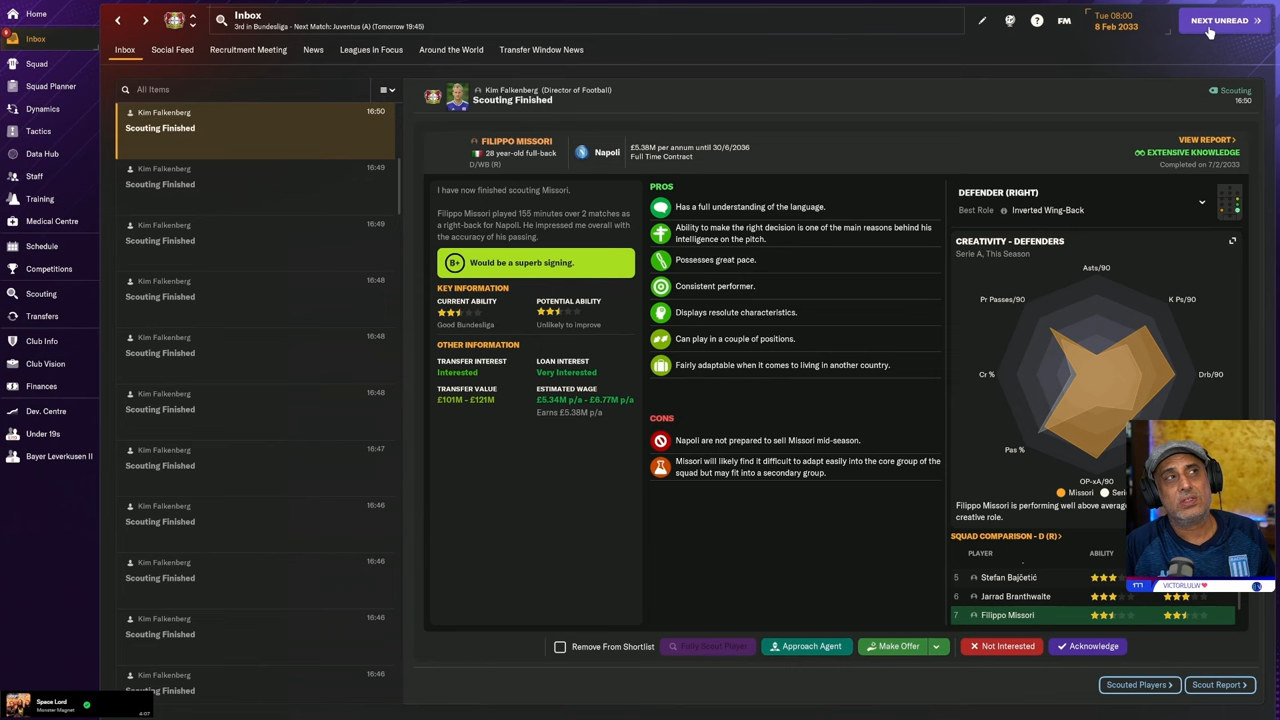 Home
Inbox
Squad
Squad Planner
Dynamics
Tactics
Data Hub
Staff
Training
Medical Centre
Schedule
Competitions
Scouting
Transfers
Club Info
Club Vision
Finances
Dev. Centre
Under 19s
Bayer Leverkusen II
Inbox
3rd in Bundesliga - Next Match: Juventus (A) (Tomorrow 19:45)
FM
Tue 08:00
8 Feb 2033
NEXT UNREAD
Inbox
Social Feed
Recruitment Meeting
News
Leagues in Focus
Around the World
Transfer Window News
All Items
Kim Falkenberg 16:50
Scouting Finished
Kim Falkenberg 16:49
Scouting Finished
Kim Falkenberg 16:49
Scouting Finished
Kim Falkenberg 16:48
Scouting Finished
Kim Falkenberg 16:48
Scouting Finished
Kim Falkenberg 16:48
Scouting Finished
Kim Falkenberg 16:47
Scouting Finished
Kim Falkenberg 16:46
Scouting Finished
Kim Falkenberg 16:46
Scouting Finished
Kim Falkenberg 16:46
Scouting Finished
Kim Falkenberg 16:46
Scouting Finished
Kim Falkenberg (Director of Football)
Scouting Finished
Scouting
16:50
FILIPPO MISSORI
28 year-old full-back
D/WB (R)
Napoli
£5.38M per annum until 30/6/2036
Full Time Contract
VIEW REPORT
EXTENSIVE KNOWLEDGE
Completed on 7/2/2033
I have now finished scouting Missori.
Filippo Missori played 155 minutes over 2 matches as
a right-back for Napoli. He impressed me overall with
the accuracy of his passing.
B+ Would be a superb signing.
KEY INFORMATION
CURRENT ABILITY
Good Bundesliga
POTENTIAL ABILITY
Unlikely to improve
OTHER INFORMATION
TRANSFER INTEREST
Interested
LOAN INTEREST
Very Interested
TRANSFER VALUE
£101M - £121M
ESTIMATED WAGE
£5.34M p/a - £6.77M p/a
Earns £5.38M p/a
PROS
Has a full understanding of the language.
Ability to make the right decision is one of the main reasons behind his
intelligence on the pitch.
Possesses great pace.
Consistent performer.
Displays resolute characteristics.
Can play in a couple of positions.
Fairly adaptable when it comes to living in another country.
CONS
Napoli are not prepared to sell Missori mid-season.
Missori will likely find it difficult to adapt easily into the core group of the
squad but may fit into a secondary group.
DEFENDER (RIGHT)
Best Role Inverted Wing-Back
CREATIVITY - DEFENDERS
Serie A, This Season
Asts/90
Pr Passes/90
K Ps/90
Cr %
Drb/90
Pas %
OP-xA/90
Missori
Seri
Filippo Missori is performing well above averag
creative role.
SQUAD COMPARISON - D (R)
PLAYER
ABILITY
5 Stefan Bajčetić
6 Jarrad Branthwaite
7 Filippo Missori
VICTORLULW
Remove From Shortlist
Fully Scout Player
Approach Agent
Make Offer
Not Interested
Acknowledge
Scouted Players
Scout Report
Space Lord
Monster Magnet
4:07